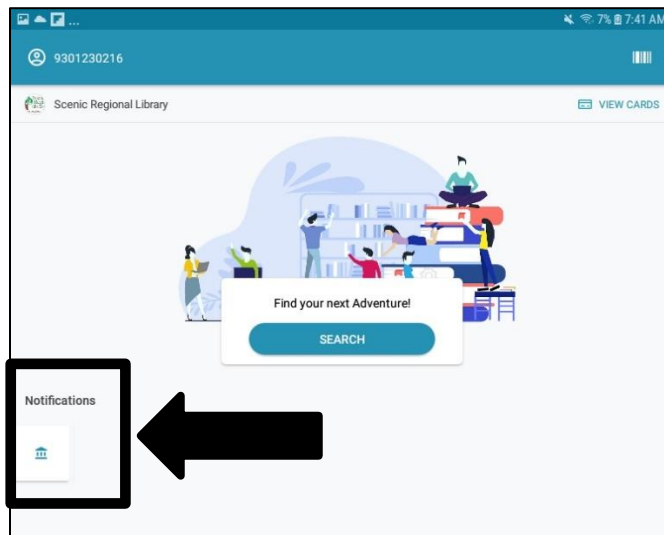 ... 7% 7:41 AM
9301230216
Scenic Regional Library VIEW CARDS
Find your next Adventure!
SEARCH
Notifications